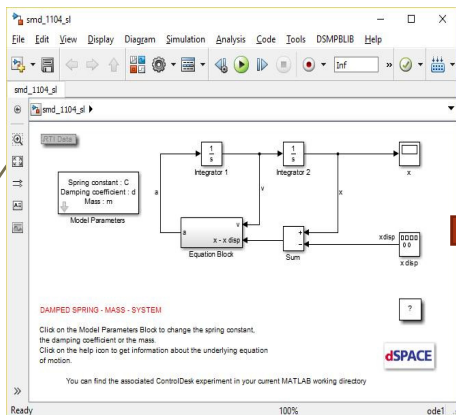 smd_1104_sl
File Edit View Display Diagram Simulation Analysis Code Tools DSMPBLIB Help
Inf
smd_1104_sl
smd_1104_sl
RTI Data
Spring constant : C
Damping coefficient : d
Mass : m
Model Parameters
1
s
Integrator 1
1
s
Integrator 2
x
a
v
x
a
v
x - x disp
Equation Block
+
−
Sum
x disp
x disp
?
DAMPED SPRING - MASS - SYSTEM
Click on the Model Parameters Block to change the spring constant,
the damping coefficient or the mass.
Click on the help icon to get information about the underlying equation
of motion.
dSPACE
You can find the associated ControlDesk experiment in your current MATLAB working directory
Ready 100% ode1